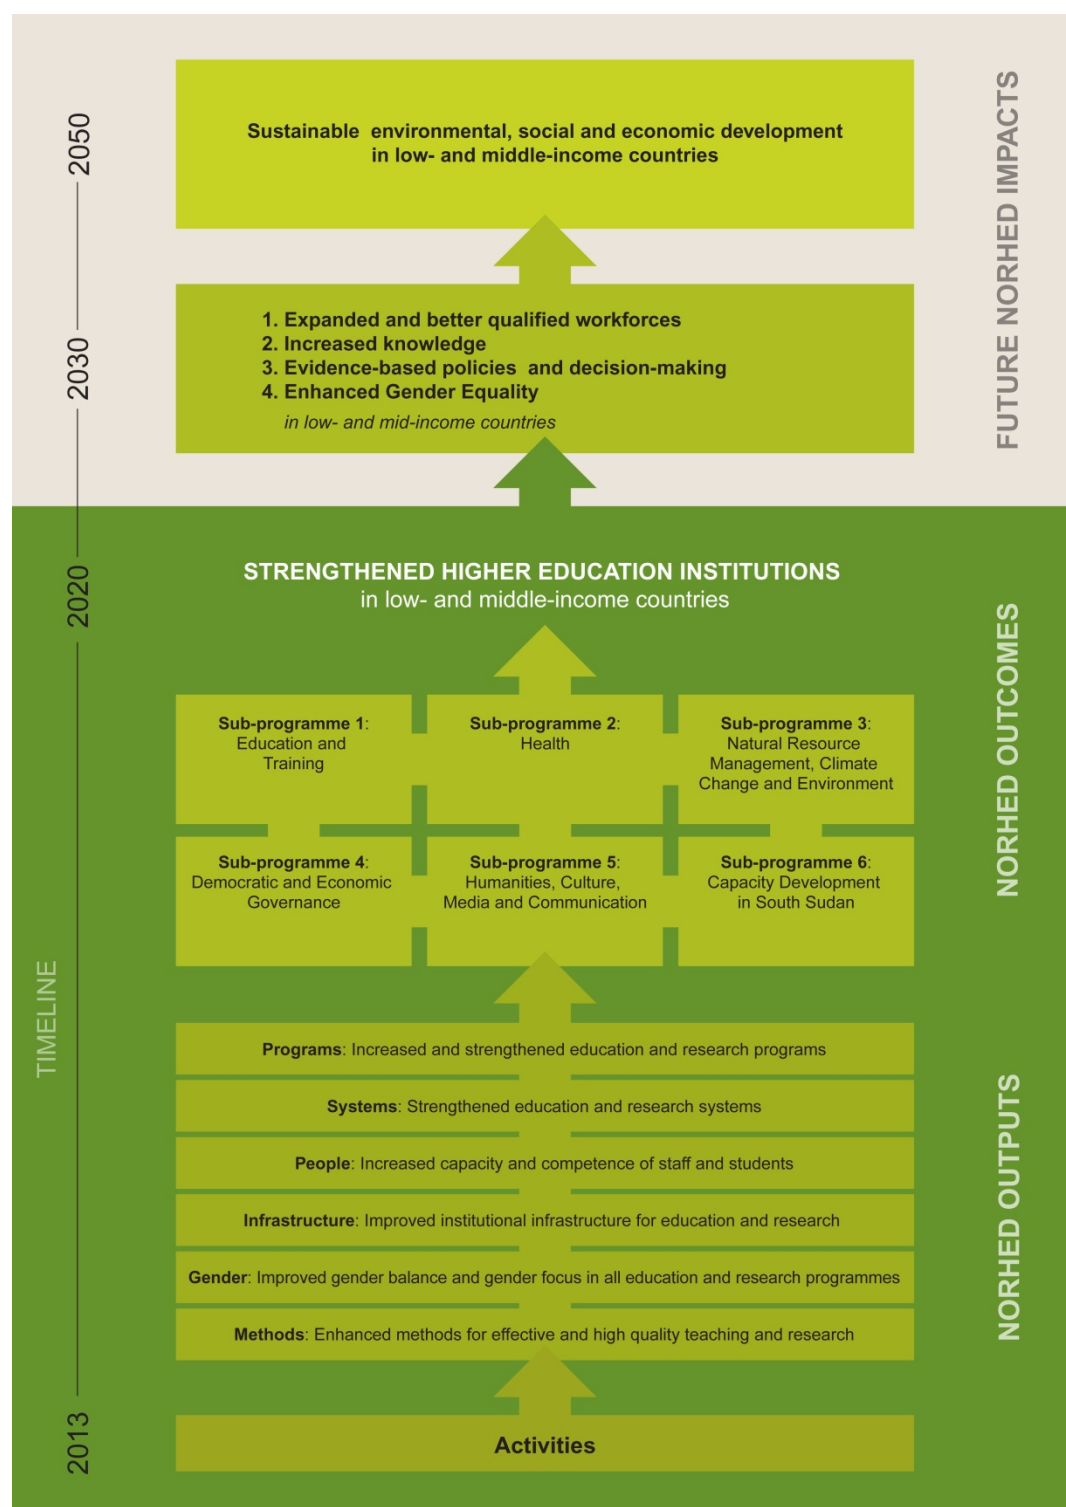 Sustainable environmental, social and economic development
in low- and middle-income countries
1. Expanded and better qualified workforces
2. Increased knowledge
3. Evidence-based policies and decision-making
4. Enhanced Gender Equality
in low- and mid-income countries
FUTURE NORHED IMPACTS
STRENGTHENED HIGHER EDUCATION INSTITUTIONS
in low- and middle-income countries
Sub-programme 1:
Education and
Training
Sub-programme 2:
Health
Sub-programme 3:
Natural Resource
Management, Climate
Change and Environment
Sub-programme 4:
Democratic and Economic
Governance
Sub-programme 5:
Humanities, Culture,
Media and Communication
Sub-programme 6:
Capacity Development
in South Sudan
NORHED OUTCOMES
Programs: Increased and strengthened education and research programs
Systems: Strengthened education and research systems
People: Increased capacity and competence of staff and students
Infrastructure: Improved institutional infrastructure for education and research
Gender: Improved gender balance and gender focus in all education and research programmes
Methods: Enhanced methods for effective and high quality teaching and research
NORHED OUTPUTS
Activities
TIMELINE
2050
2030
2020
2013